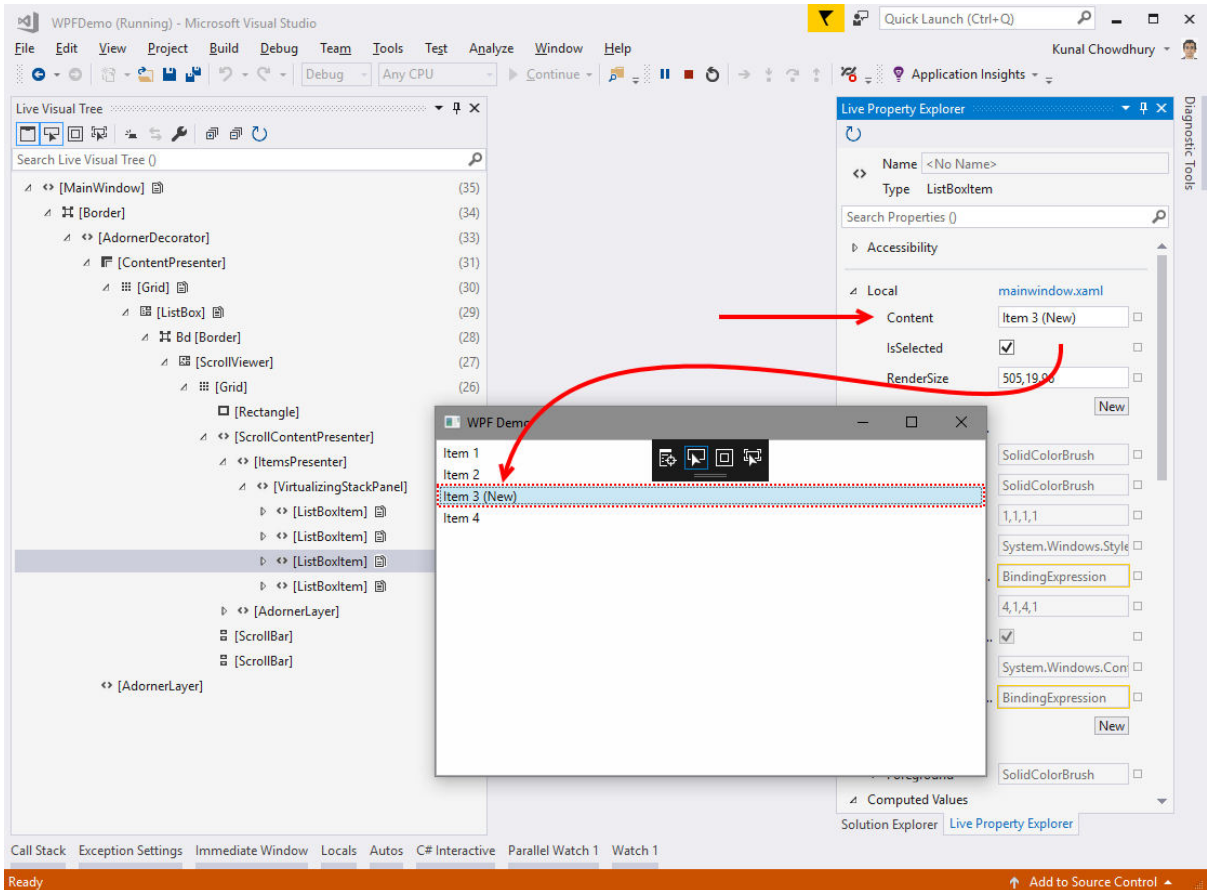 WPFDemo (Running) - Microsoft Visual Studio
Quick Launch (Ctrl+Q)
File Edit View Project Build Debug Team Tools Test Analyze Window Help
Kunal Chowdhury
Debug Any CPU Continue Application Insights
Live Visual Tree
Search Live Visual Tree ()
[MainWindow] (35)
[Border] (34)
[AdornerDecorator] (33)
[ContentPresenter] (31)
[Grid] (30)
[ListBox] (29)
Bd [Border] (28)
[ScrollViewer] (27)
[Grid] (26)
[Rectangle]
[ScrollContentPresenter]
[ItemsPresenter]
[VirtualizingStackPanel]
[ListBoxItem]
[ListBoxItem]
[ListBoxItem]
[ListBoxItem]
[AdornerLayer]
[ScrollBar]
[ScrollBar]
[AdornerLayer]
WPF Demo
Item 1
Item 2
Item 3 (New)
Item 4
Live Property Explorer
Name <No Name>
Type ListBoxItem
Search Properties ()
Accessibility
Local mainwindow.xaml
Content Item 3 (New)
IsSelected
RenderSize 505,19.96
New
SolidColorBrush
SolidColorBrush
1,1,1,1
System.Windows.Style
BindingExpression
4,1,4,1
System.Windows.Con
BindingExpression
New
Foreground SolidColorBrush
Computed Values
Solution Explorer Live Property Explorer
Diagnostic Tools
Call Stack Exception Settings Immediate Window Locals Autos C# Interactive Parallel Watch 1 Watch 1
Ready
Add to Source Control